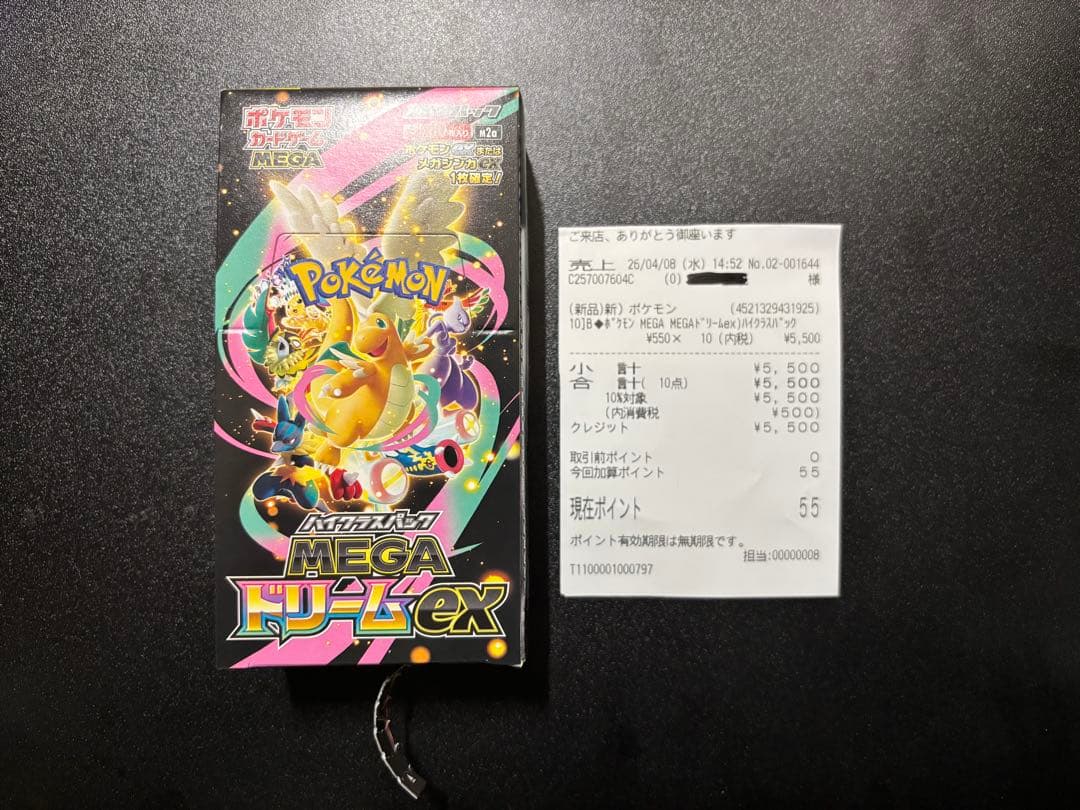 ポケモン
カードゲーム
MEGA
M2a
ポケモンexまたは
メガシンカex
1枚確定!
POKéMON
ハイクラスパック
MEGA
ドリームex
ご来店、ありがとう御座います
売上 26/04/08 (水) 14:52 No.02-001644
C257007604C (0) 様
(新品)新) ポケモン (4521329431925)
10]B◆ポケモン MEGA MEGAドリームex)ハイクラスパック
¥550× 10 (内税) ¥5,500
小 計 ¥5,500
合 計( 10点) ¥5,500
10%対象 ¥5,500
(内消費税 ¥500)
クレジット ¥5,500
取引前ポイント 0
今回加算ポイント 55
現在ポイント 55
ポイント有効期限は無期限です。
担当:00000008
T1100001000797